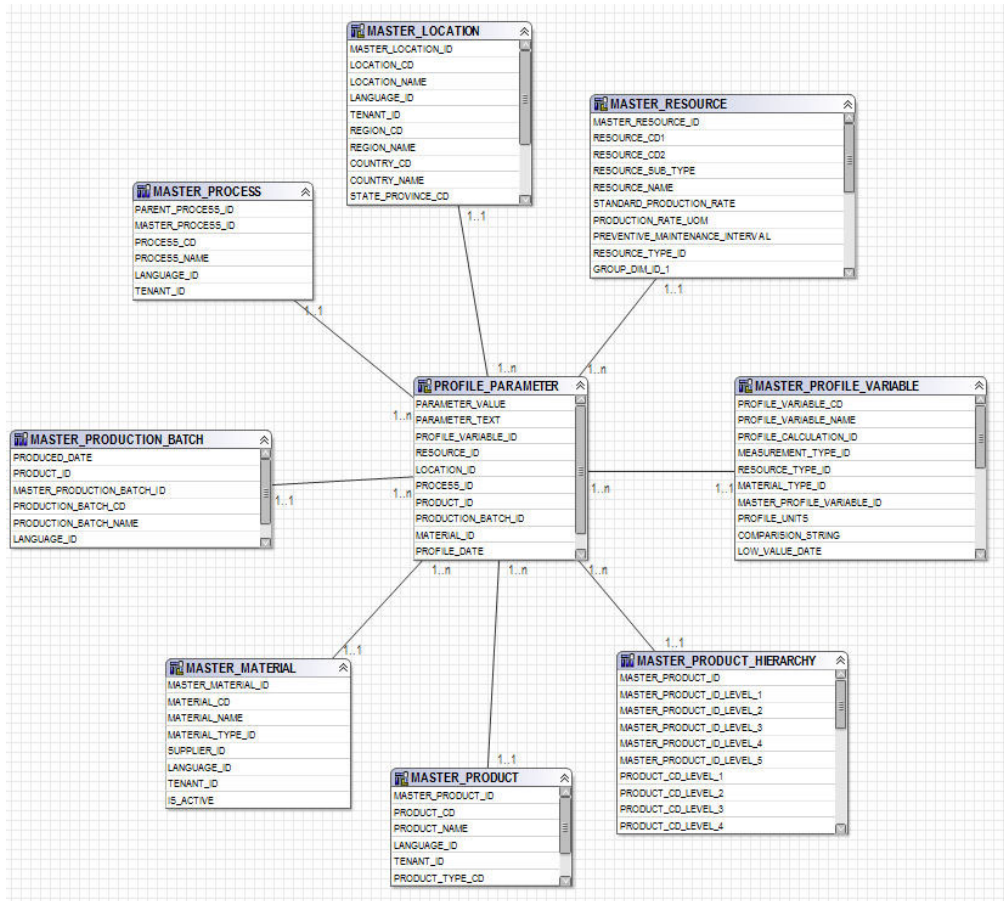 MASTER_LOCATION
MASTER_LOCATION_ID
LOCATION_CD
LOCATION_NAME
LANGUAGE_ID
TENANT_ID
REGION_CD
REGION_NAME
COUNTRY_CD
COUNTRY_NAME
STATE_PROVINCE_CD
1..1
MASTER_RESOURCE
MASTER_RESOURCE_ID
RESOURCE_CD1
RESOURCE_CD2
RESOURCE_SUB_TYPE
RESOURCE_NAME
STANDARD_PRODUCTION_RATE
PRODUCTION_RATE_UOM
PREVENTIVE_MAINTENANCE_INTERVAL
RESOURCE_TYPE_ID
GROUP_DIM_ID_1
1..1
MASTER_PROCESS
PARENT_PROCESS_ID
MASTER_PROCESS_ID
PROCESS_CD
PROCESS_NAME
LANGUAGE_ID
TENANT_ID
1..1
1..n
1..n
1..n
PROFILE_PARAMETER
PARAMETER_VALUE
PARAMETER_TEXT
PROFILE_VARIABLE_ID
RESOURCE_ID
LOCATION_ID
PROCESS_ID
PRODUCT_ID
PRODUCTION_BATCH_ID
MATERIAL_ID
PROFILE_DATE
MASTER_PROFILE_VARIABLE
PROFILE_VARIABLE_CD
PROFILE_VARIABLE_NAME
PROFILE_CALCULATION_ID
MEASUREMENT_TYPE_ID
RESOURCE_TYPE_ID
MATERIAL_TYPE_ID
MASTER_PROFILE_VARIABLE_ID
PROFILE_UNITS
COMPARISION_STRING
LOW_VALUE_DATE
1..n
1..1
MASTER_PRODUCTION_BATCH
PRODUCED_DATE
PRODUCT_ID
MASTER_PRODUCTION_BATCH_ID
PRODUCTION_BATCH_CD
PRODUCTION_BATCH_NAME
LANGUAGE_ID
1..1
1..n
1..n
1..n
1..n
1..1
MASTER_MATERIAL
MASTER_MATERIAL_ID
MATERIAL_CD
MATERIAL_NAME
MATERIAL_TYPE_ID
SUPPLIER_ID
LANGUAGE_ID
TENANT_ID
IS_ACTIVE
1..1
MASTER_PRODUCT
MASTER_PRODUCT_ID
PRODUCT_CD
PRODUCT_NAME
LANGUAGE_ID
TENANT_ID
PRODUCT_TYPE_CD
1..1
MASTER_PRODUCT_HIERARCHY
MASTER_PRODUCT_ID
MASTER_PRODUCT_ID_LEVEL_1
MASTER_PRODUCT_ID_LEVEL_2
MASTER_PRODUCT_ID_LEVEL_3
MASTER_PRODUCT_ID_LEVEL_4
MASTER_PRODUCT_ID_LEVEL_5
PRODUCT_CD_LEVEL_1
PRODUCT_CD_LEVEL_2
PRODUCT_CD_LEVEL_3
PRODUCT_CD_LEVEL_4